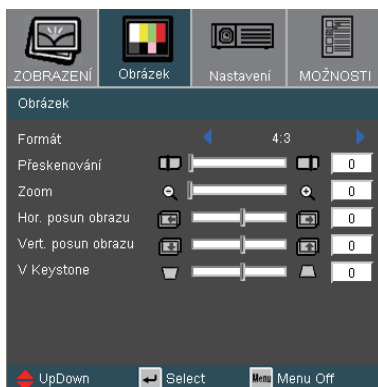 ZOBRAZENÍ Obrázek Nastavení MOŽNOSTI
Obrázek
Formát 4:3
Přeskenování 0
Zoom 0
Hor. posun obrazu 0
Vert. posun obrazu 0
V Keystone 0
UpDown Select Menu Menu Off